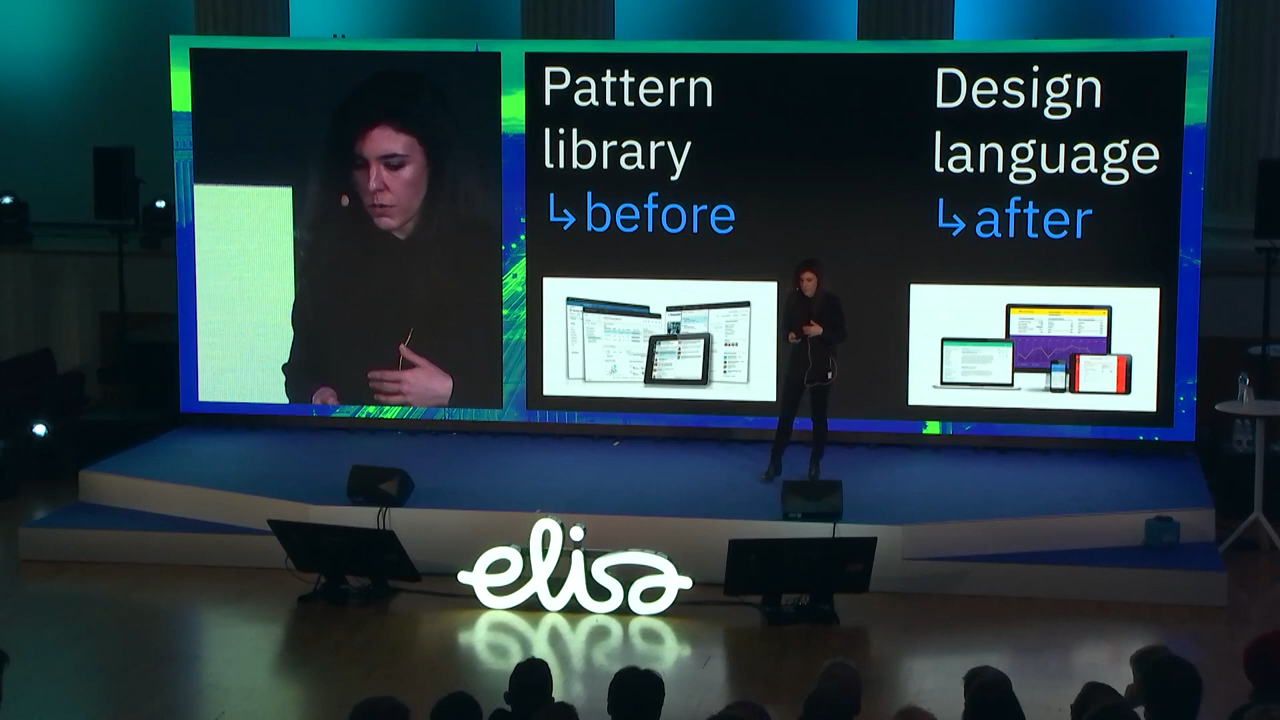 Pattern
library
↳before
Design
language
↳after
elisa